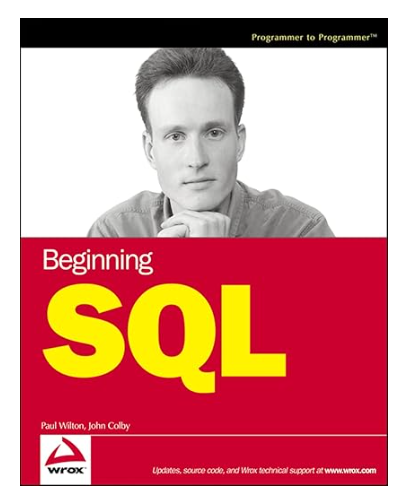 Programmer to Programmer™
Beginning
SQL
Paul Wilton, John Colby
wrox™
Updates, source code, and Wrox technical support at www.wrox.com